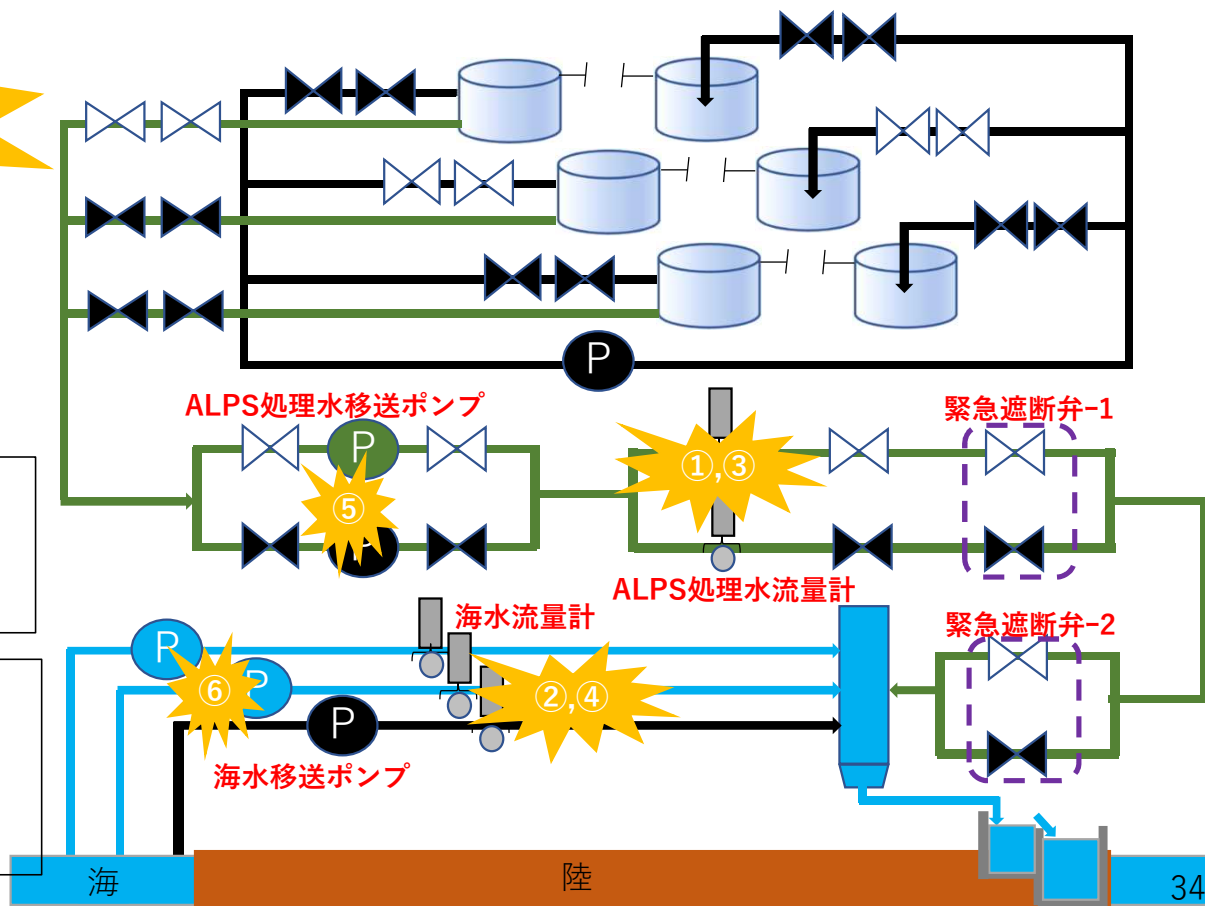 P
ALPS処理水移送ポンプ
緊急遮断弁-1
P
①,③
⑤
P
ALPS処理水流量計
海水流量計
緊急遮断弁-2
P
⑥
P
②,④
P
海水移送ポンプ
海
陸
34